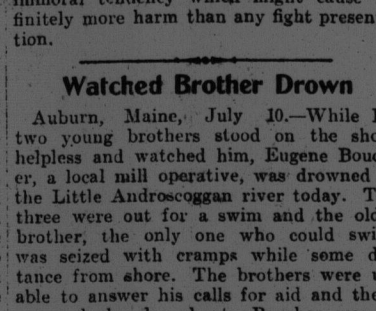 finitely more harm than any fight presen
tion.
Watched Brother Drown
Auburn, Maine, July 10.—While
two young brothers stood on the sho
helpless and watched him, Eugene Bouc
er, a local mill operative, was drowned
the Little Androscoggan river today. T
three were out for a swim and the old
brother, the only one who could swi
was seized with cramps while some d
tance from shore. The brothers were
able to answer his calls for aid and the